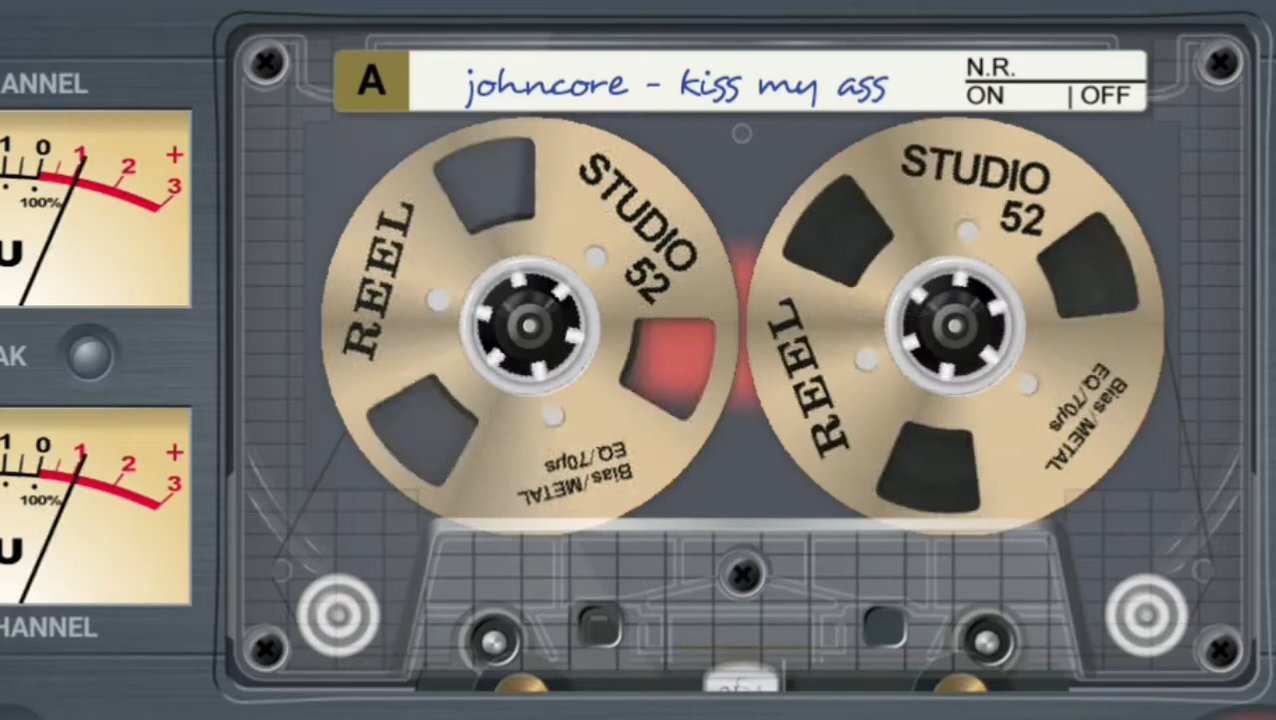 ANNEL
1 0 1 2 + 3
100%
U
AK
1 0 1 2 + 3
100%
U
HANNEL
A
johncore - kiss my ass
N.R.
ON | OFF
REEL
STUDIO
52
Bias/METAL
EQ/70µs
STUDIO
52
REEL
Bias/METAL
EQ/70µs